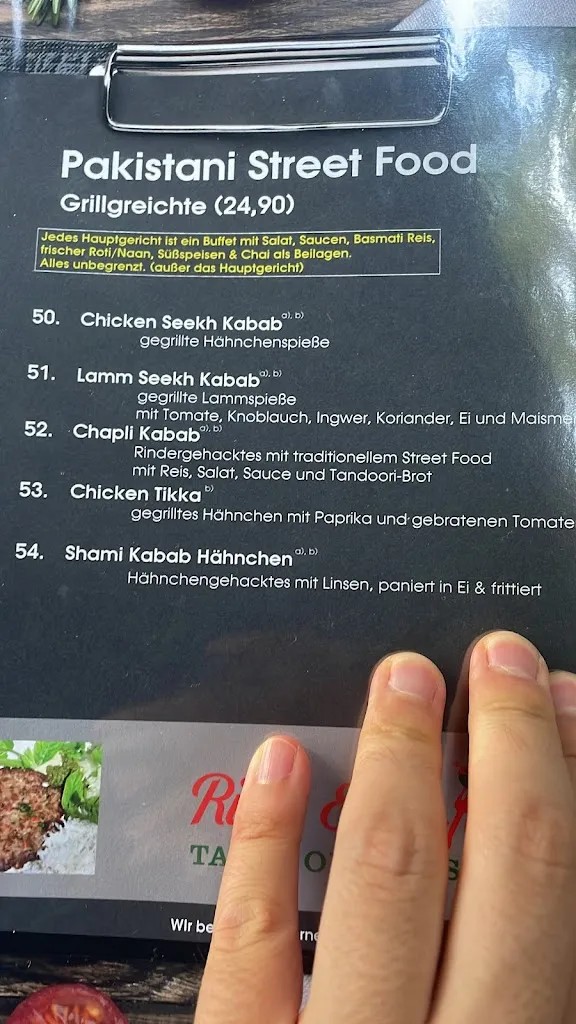 Pakistani Street Food
Grillgreichte (24,90)
Jedes Hauptgericht ist ein Buffet mit Salat, Saucen, Basmati Reis,
frischer Roti/Naan, Süßspeisen & Chai als Beilagen.
Alles unbegrenzt. (außer das Hauptgericht)
50. Chicken Seekh Kabab a), b)
gegrillte Hähnchenspieße
51. Lamm Seekh Kabab a), b)
gegrillte Lammspieße
mit Tomate, Knoblauch, Ingwer, Koriander, Ei und Maisme
52. Chapli Kabab a), b)
Rindergehacktes mit traditionellem Street Food
mit Reis, Salat, Sauce und Tandoori-Brot
53. Chicken Tikka b)
gegrilltes Hähnchen mit Paprika und gebratenen Tomate
54. Shami Kabab Hähnchen a), b)
Hähnchengehacktes mit Linsen, paniert in Ei & frittiert
Wir